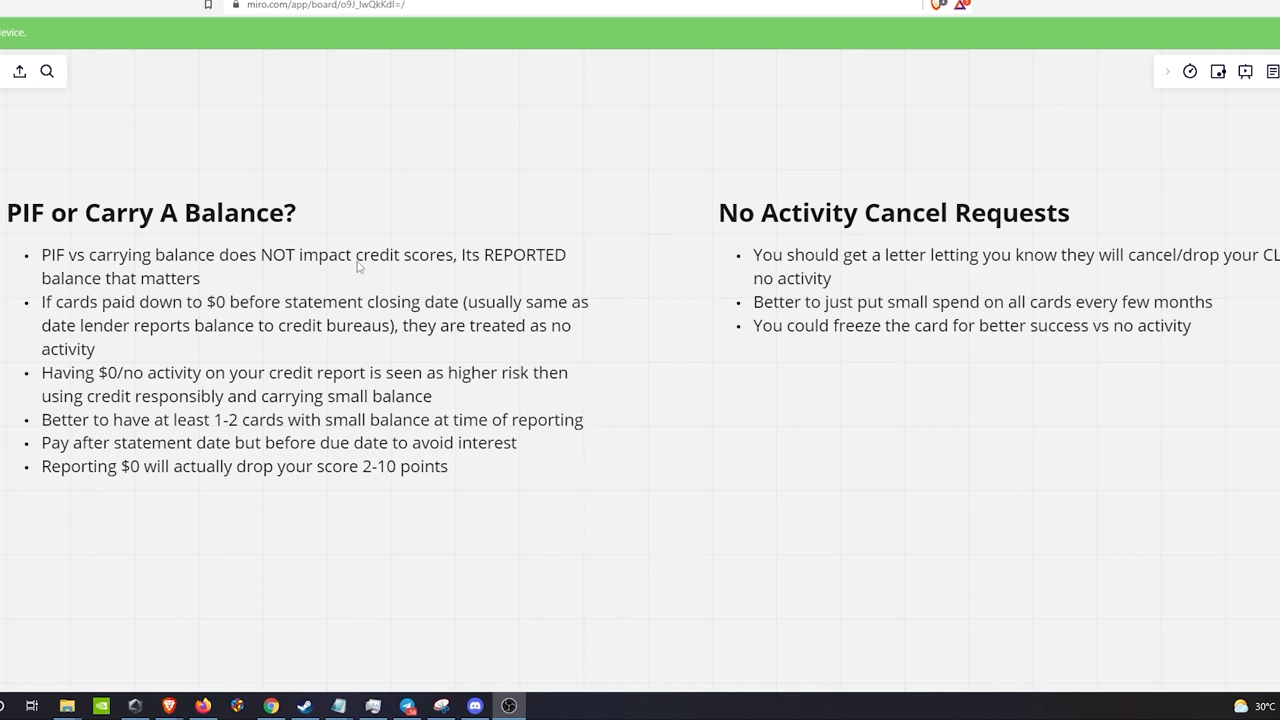 miro.com/app/board/o9J_lwQkKdI=/
evice.
PIF or Carry A Balance?
• PIF vs carrying balance does NOT impact credit scores, Its REPORTED
balance that matters
• If cards paid down to $0 before statement closing date (usually same as
date lender reports balance to credit bureaus), they are treated as no
activity
• Having $0/no activity on your credit report is seen as higher risk then
using credit responsibly and carrying small balance
• Better to have at least 1-2 cards with small balance at time of reporting
• Pay after statement date but before due date to avoid interest
• Reporting $0 will actually drop your score 2-10 points
No Activity Cancel Requests
• You should get a letter letting you know they will cancel/drop your CL
no activity
• Better to just put small spend on all cards every few months
• You could freeze the card for better success vs no activity
30°C